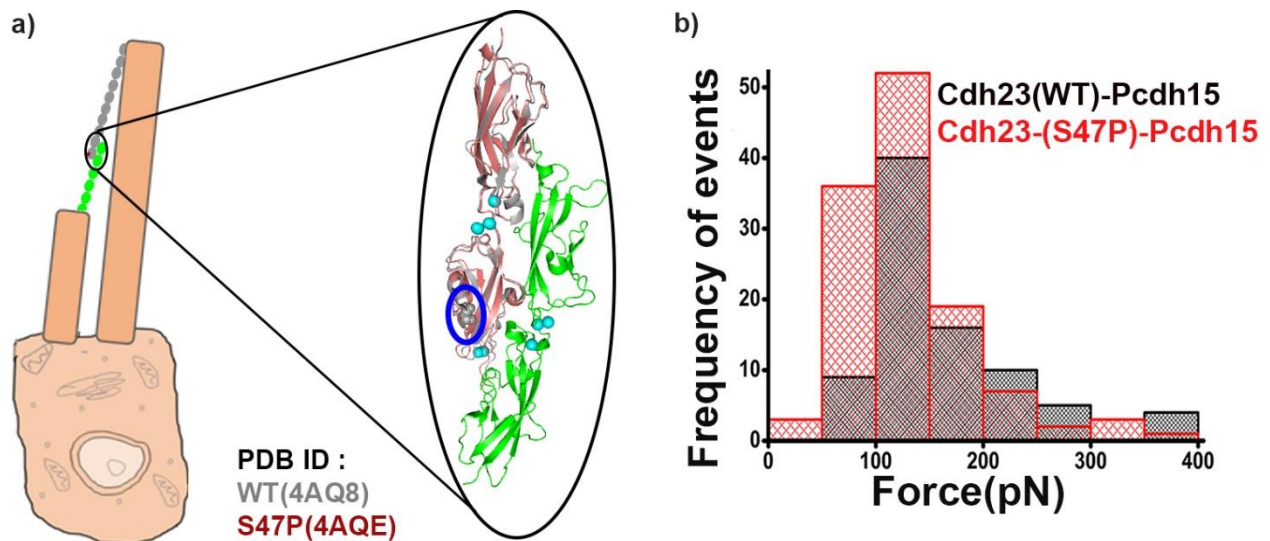 a)
PDB ID :
WT(4AQ8)
S47P(4AQE)
b)
Cdh23(WT)-Pcdh15
Cdh23-(S47P)-Pcdh15
Frequency of events
50
40
30
20
10
0
0 100 200 300 400
Force(pN)